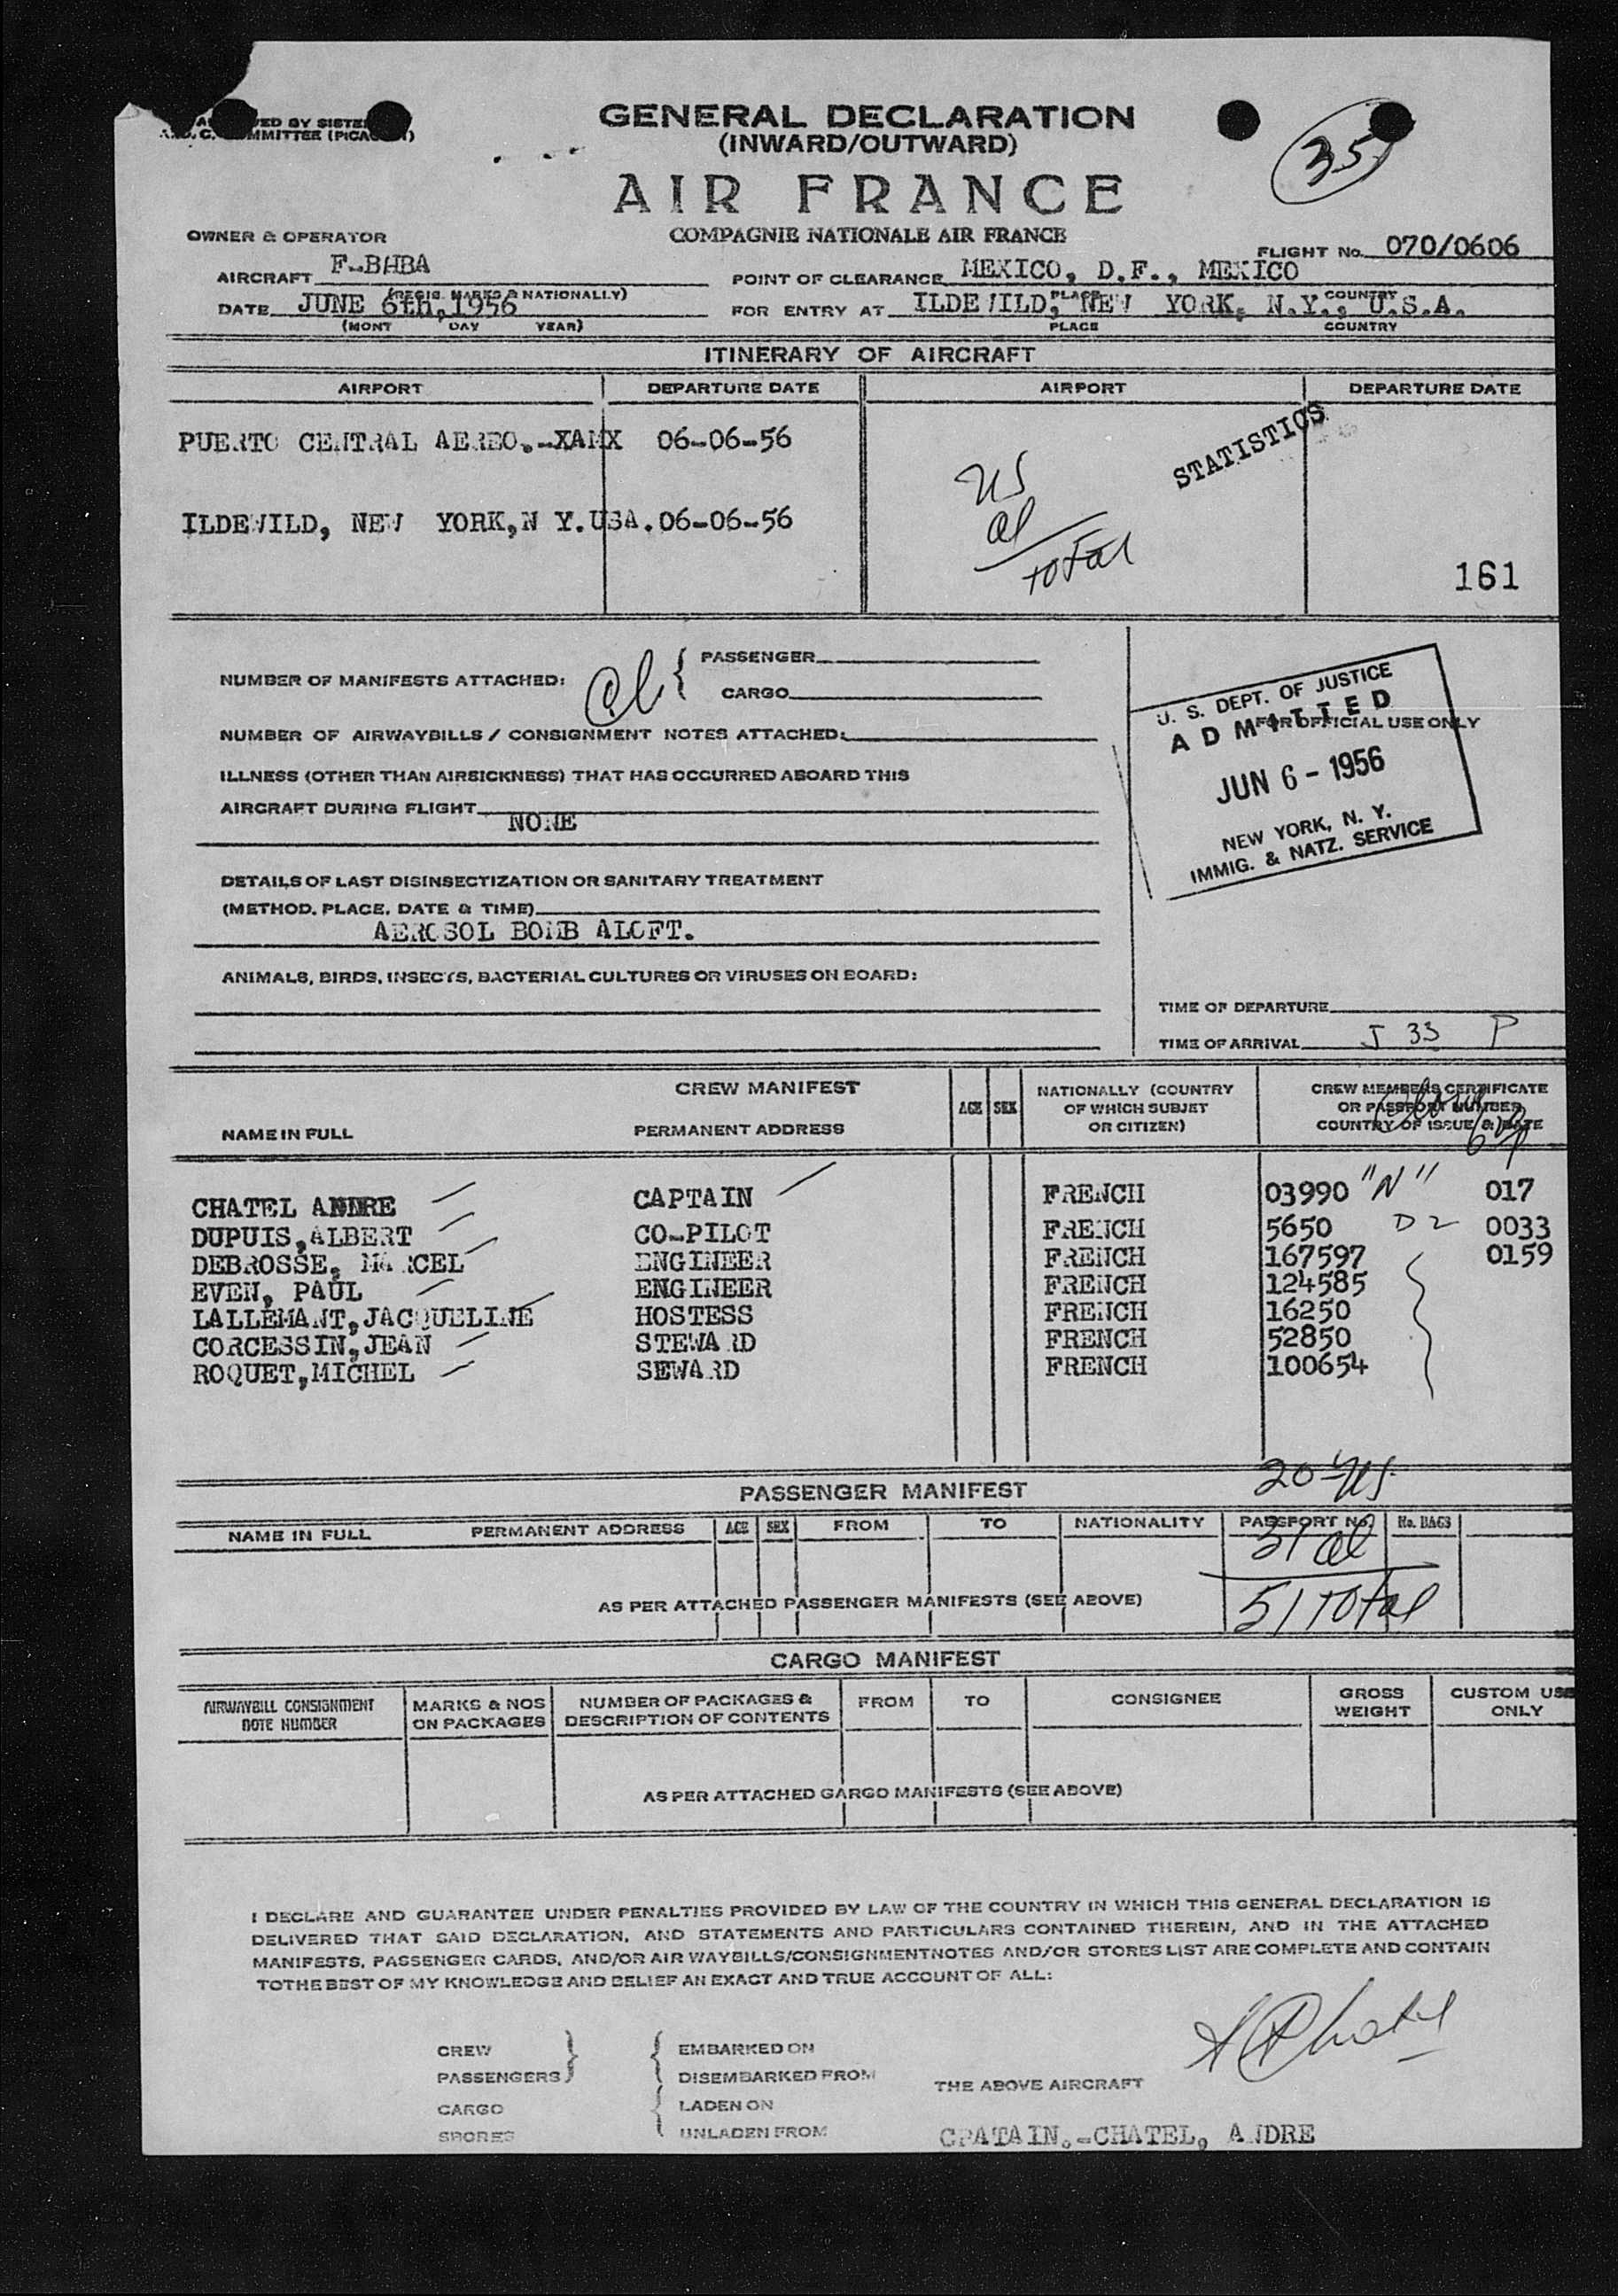 GENERAL DECLARATION
(INWARD/OUTWARD)
35
AIR FRANCE
COMPAGNIE NATIONALE AIR FRANCE
OWNER & OPERATOR
FLIGHT No. 070/0606
AIRCRAFT F-BHBA
(REGIS. MARKS & NATIONALLY)
POINT OF CLEARANCE MEXICO, D.F., MEXICO
PLACE COUNTRY
DATE JUNE 6th,1956
(MONT DAY YEAR)
FOR ENTRY AT ILDEWILD, NEW YORK, N.Y., U.S.A.
PLACE COUNTRY
ITINERARY OF AIRCRAFT
AIRPORT DEPARTURE DATE AIRPORT DEPARTURE DATE
PUERTO CENTRAL AEREO.-XAMX 06-06-56
STATISTICS
US
al
total
ILDEWILD, NEW YORK,N Y.USA. 06-06-56
161
NUMBER OF MANIFESTS ATTACHED:
PASSENGER
CARGO
NUMBER OF AIRWAYBILLS / CONSIGNMENT NOTES ATTACHED:
ILLNESS (OTHER THAN AIRSICKNESS) THAT HAS OCCURRED ABOARD THIS
AIRCRAFT DURING FLIGHT
NONE
FOR OFFICIAL USE ONLY
U. S. DEPT. OF JUSTICE
ADMITTED
JUN 6 - 1956
NEW YORK, N. Y.
IMMIG. & NATZ. SERVICE
DETAILS OF LAST DISINSECTIZATION OR SANITARY TREATMENT
(METHOD. PLACE. DATE & TIME)
AEROSOL BOMB ALOFT.
ANIMALS, BIRDS, INSECTS, BACTERIAL CULTURES OR VIRUSES ON BOARD:
TIME OF DEPARTURE
TIME OF ARRIVAL 33 P
CREW MANIFEST
NAME IN FULL PERMANENT ADDRESS AGE SEX NATIONALLY (COUNTRY OF WHICH SUBJET OR CITIZEN) CREW MEMBERS CERTIFICATE OR PASSPORT NUMBER COUNTRY OF ISSUE & DATE
CHATEL ANDRE CAPTAIN FRENCH 03990 "N" 017
DUPUIS,ALBERT CO-PILOT FRENCH 5650 D2 0033
DEBROSSE, MARCEL ENGINEER FRENCH 167597 0159
EVEN, PAUL ENGINEER FRENCH 124585
LALLEMANT,JACQUELINE HOSTESS FRENCH 16250
CORCESSIN,JEAN STEWARD FRENCH 52850
ROQUET,MICHEL SEWARD FRENCH 100654
PASSENGER MANIFEST
20 US
NAME IN FULL PERMANENT ADDRESS AGE SEX FROM TO NATIONALITY PASSPORT No. No. BAGS
31 al
AS PER ATTACHED PASSENGER MANIFESTS (SEE ABOVE)
51 total
CARGO MANIFEST
AIRWAYBILL CONSIGNMENT NOTE NUMBER MARKS & NOS ON PACKAGES NUMBER OF PACKAGES & DESCRIPTION OF CONTENTS FROM TO CONSIGNEE GROSS WEIGHT CUSTOM USE ONLY
AS PER ATTACHED CARGO MANIFESTS (SEE ABOVE)
I DECLARE AND GUARANTEE UNDER PENALTIES PROVIDED BY LAW OF THE COUNTRY IN WHICH THIS GENERAL DECLARATION IS
DELIVERED THAT SAID DECLARATION, AND STATEMENTS AND PARTICULARS CONTAINED THEREIN, AND IN THE ATTACHED
MANIFESTS, PASSENGER CARDS, AND/OR AIR WAYBILLS/CONSIGNMENTNOTES AND/OR STORES LIST ARE COMPLETE AND CONTAIN
TOTHE BEST OF MY KNOWLEDGE AND BELIEF AN EXACT AND TRUE ACCOUNT OF ALL:
CREW
PASSENGERS
CARGO
SBORES
EMBARKED ON
DISEMBARKED FROM
LADEN ON
UNLADEN FROM
THE ABOVE AIRCRAFT
CPATAIN.-CHATEL, ANDRE